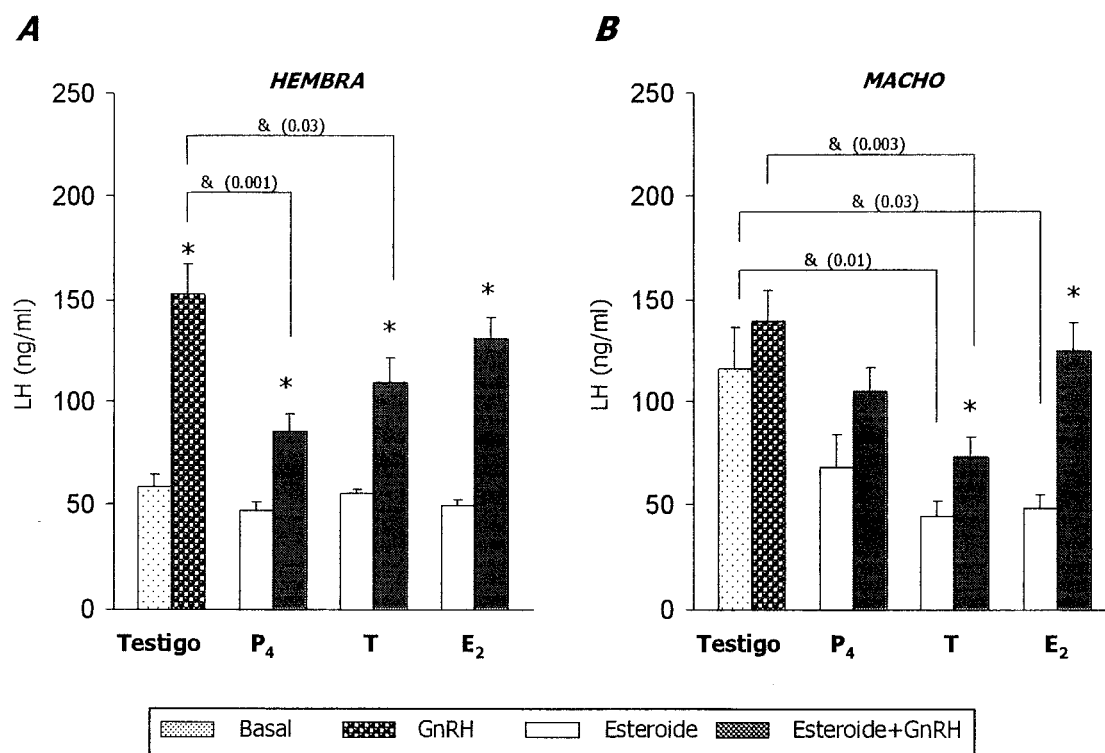 A
HEMBRA
250
200
150
100
50
0
LH (ng/ml)
& (0.03)
& (0.001)
*
*
*
*
Testigo P₄ T E₂
B
MACHO
250
200
150
100
50
0
LH (ng/ml)
& (0.003)
& (0.03)
& (0.01)
*
*
Testigo P₄ T E₂
Basal GnRH Esteroide Esteroide+GnRH